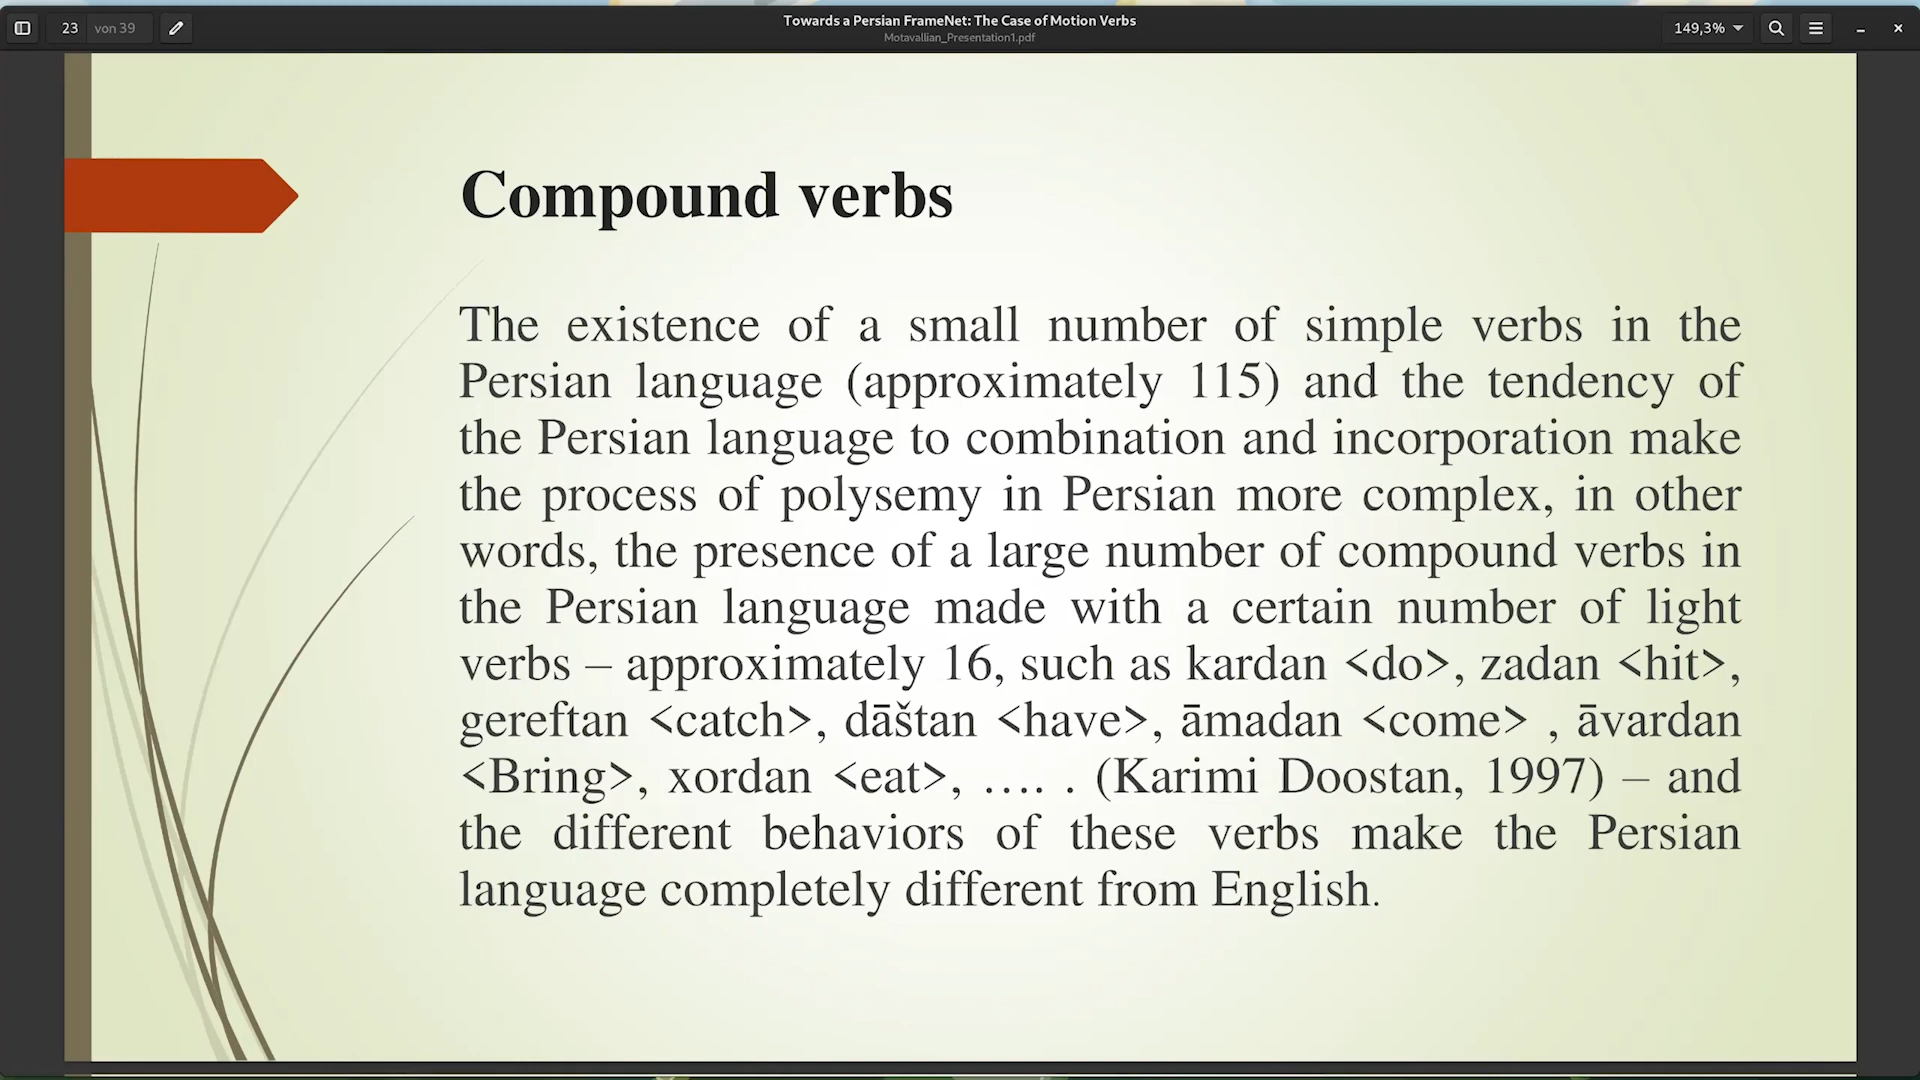 23 von 39
Towards a Persian FrameNet: The Case of Motion Verbs
Motavallian_Presentation1.pdf
149,3%
Compound verbs
The existence of a small number of simple verbs in the
Persian language (approximately 115) and the tendency of
the Persian language to combination and incorporation make
the process of polysemy in Persian more complex, in other
words, the presence of a large number of compound verbs in
the Persian language made with a certain number of light
verbs – approximately 16, such as kardan <do>, zadan <hit>,
gereftan <catch>, dāštan <have>, āmadan <come> , āvardan
<Bring>, xordan <eat>, …. . (Karimi Doostan, 1997) – and
the different behaviors of these verbs make the Persian
language completely different from English.